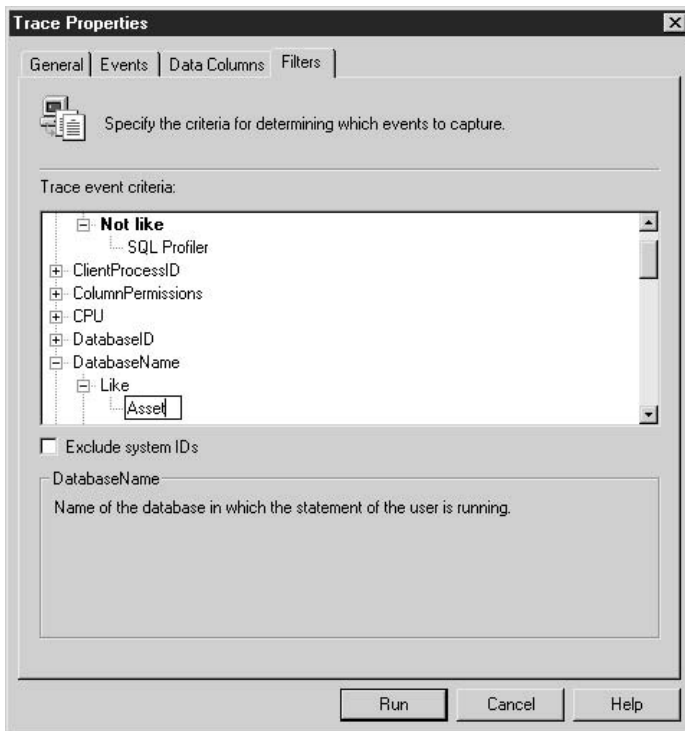 Trace Properties
General
Events
Data Columns
Filters
Specify the criteria for determining which events to capture.
Trace event criteria:
Not like
SQL Profiler
ClientProcessID
ColumnPermissions
CPU
DatabaseID
DatabaseName
Like
Asset
Exclude system IDs
DatabaseName
Name of the database in which the statement of the user is running.
Run
Cancel
Help